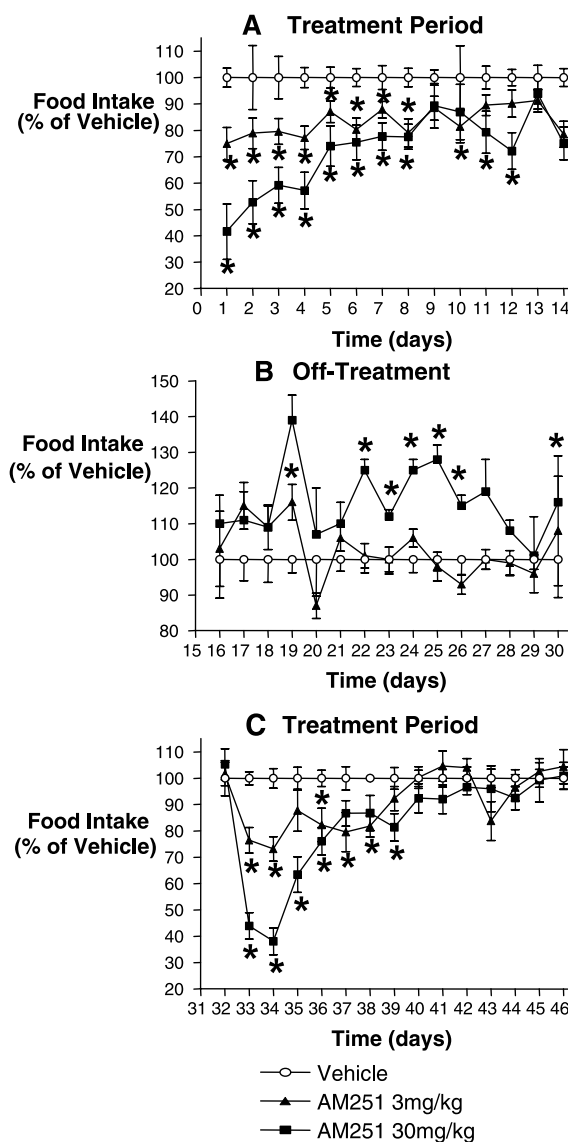 A Treatment Period
Food Intake
(% of Vehicle)
110
100
90
80
70
60
50
40
30
20
* * * * * * * *
* * * * * * * * * * *
0 1 2 3 4 5 6 7 8 9 10 11 12 13 14
Time (days)
B Off-Treatment
Food Intake
(% of Vehicle)
150
140
130
120
110
100
90
80
* * * * * * *
15 16 17 18 19 20 21 22 23 24 25 26 27 28 29 30
Time (days)
C Treatment Period
Food Intake
(% of Vehicle)
110
100
90
80
70
60
50
40
30
20
* * * * * * * * * *
31 32 33 34 35 36 37 38 39 40 41 42 43 44 45 46
Time (days)
Vehicle
AM251 3mg/kg
AM251 30mg/kg